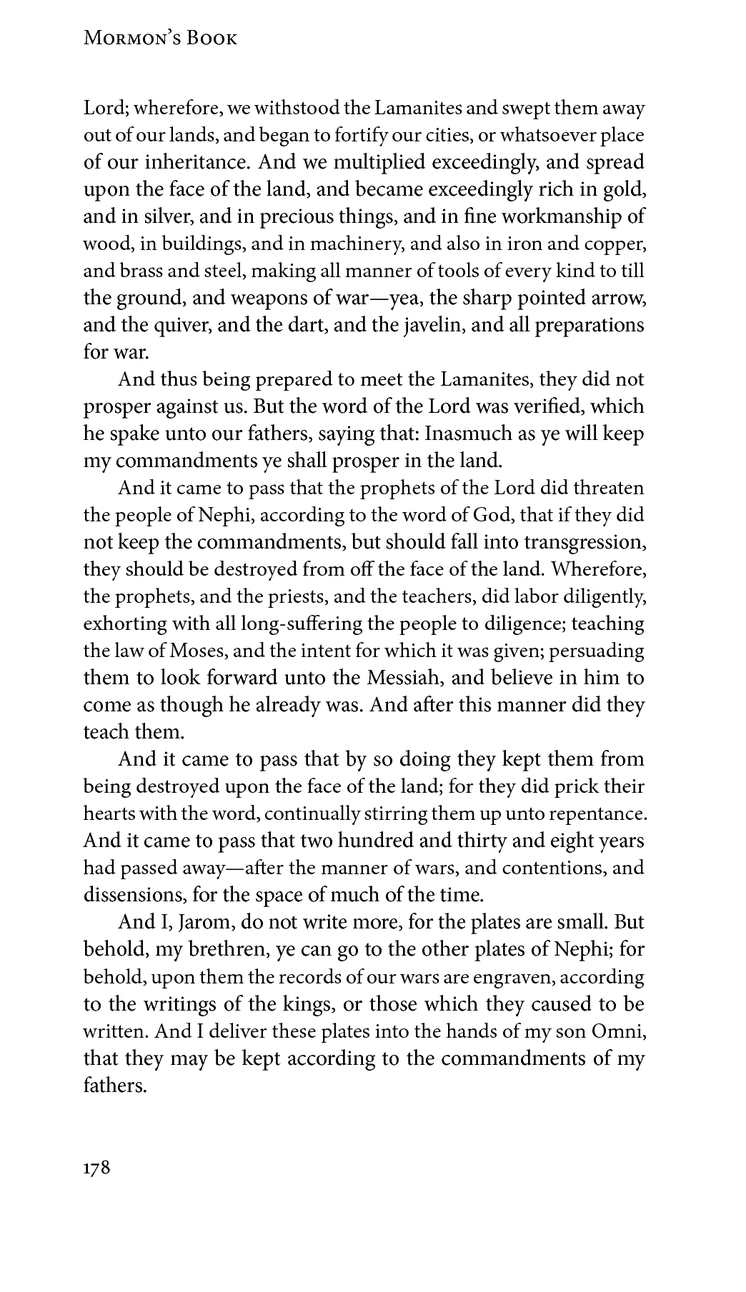 Mormon's Book
Lord; wherefore, we withstood the Lamanites and swept them away
out of our lands, and began to fortify our cities, or whatsoever place
of our inheritance. And we multiplied exceedingly, and spread
upon the face of the land, and became exceedingly rich in gold,
and in silver, and in precious things, and in fine workmanship of
wood, in buildings, and in machinery, and also in iron and copper,
and brass and steel, making all manner of tools of every kind to till
the ground, and weapons of war—yea, the sharp pointed arrow,
and the quiver, and the dart, and the javelin, and all preparations
for war.
And thus being prepared to meet the Lamanites, they did not
prosper against us. But the word of the Lord was verified, which
he spake unto our fathers, saying that: Inasmuch as ye will keep
my commandments ye shall prosper in the land.
And it came to pass that the prophets of the Lord did threaten
the people of Nephi, according to the word of God, that if they did
not keep the commandments, but should fall into transgression,
they should be destroyed from off the face of the land. Wherefore,
the prophets, and the priests, and the teachers, did labor diligently,
exhorting with all long-suffering the people to diligence; teaching
the law of Moses, and the intent for which it was given; persuading
them to look forward unto the Messiah, and believe in him to
come as though he already was. And after this manner did they
teach them.
And it came to pass that by so doing they kept them from
being destroyed upon the face of the land; for they did prick their
hearts with the word, continually stirring them up unto repentance.
And it came to pass that two hundred and thirty and eight years
had passed away—after the manner of wars, and contentions, and
dissensions, for the space of much of the time.
And I, Jarom, do not write more, for the plates are small. But
behold, my brethren, ye can go to the other plates of Nephi; for
behold, upon them the records of our wars are engraven, according
to the writings of the kings, or those which they caused to be
written. And I deliver these plates into the hands of my son Omni,
that they may be kept according to the commandments of my
fathers.
178